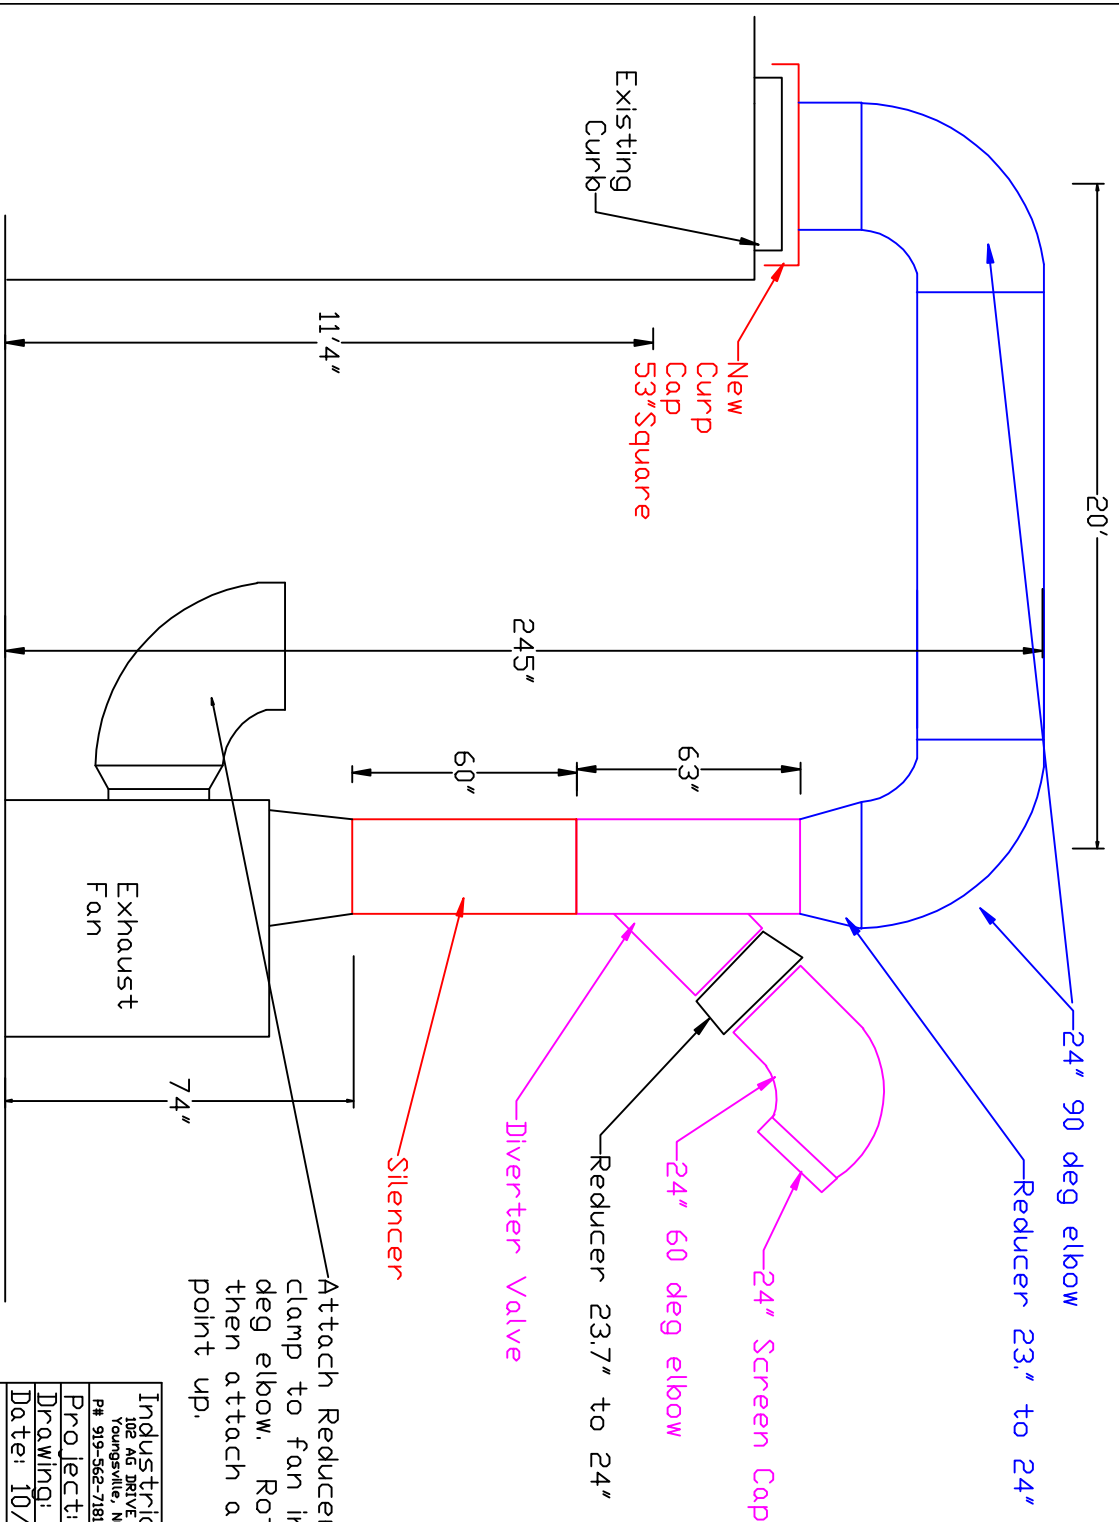 20'
24" 90 deg elbow
Reducer 23." to 24"
24" Screen Cap
24" 60 deg elbow
Reducer 23.7" to 24"
Diverter Valve
Silencer
New
Curp
Cap
53"Square
Existing
Curb
11'4"
245"
63"
60"
74"
Exhaust
Fan
Attach Reducer
clamp to fan
deg elbow.
then attach a
point up.
102 AG DRIVE
Youngsville,
P# 919-562-7181
Project:
Drawing:
Date: 10/